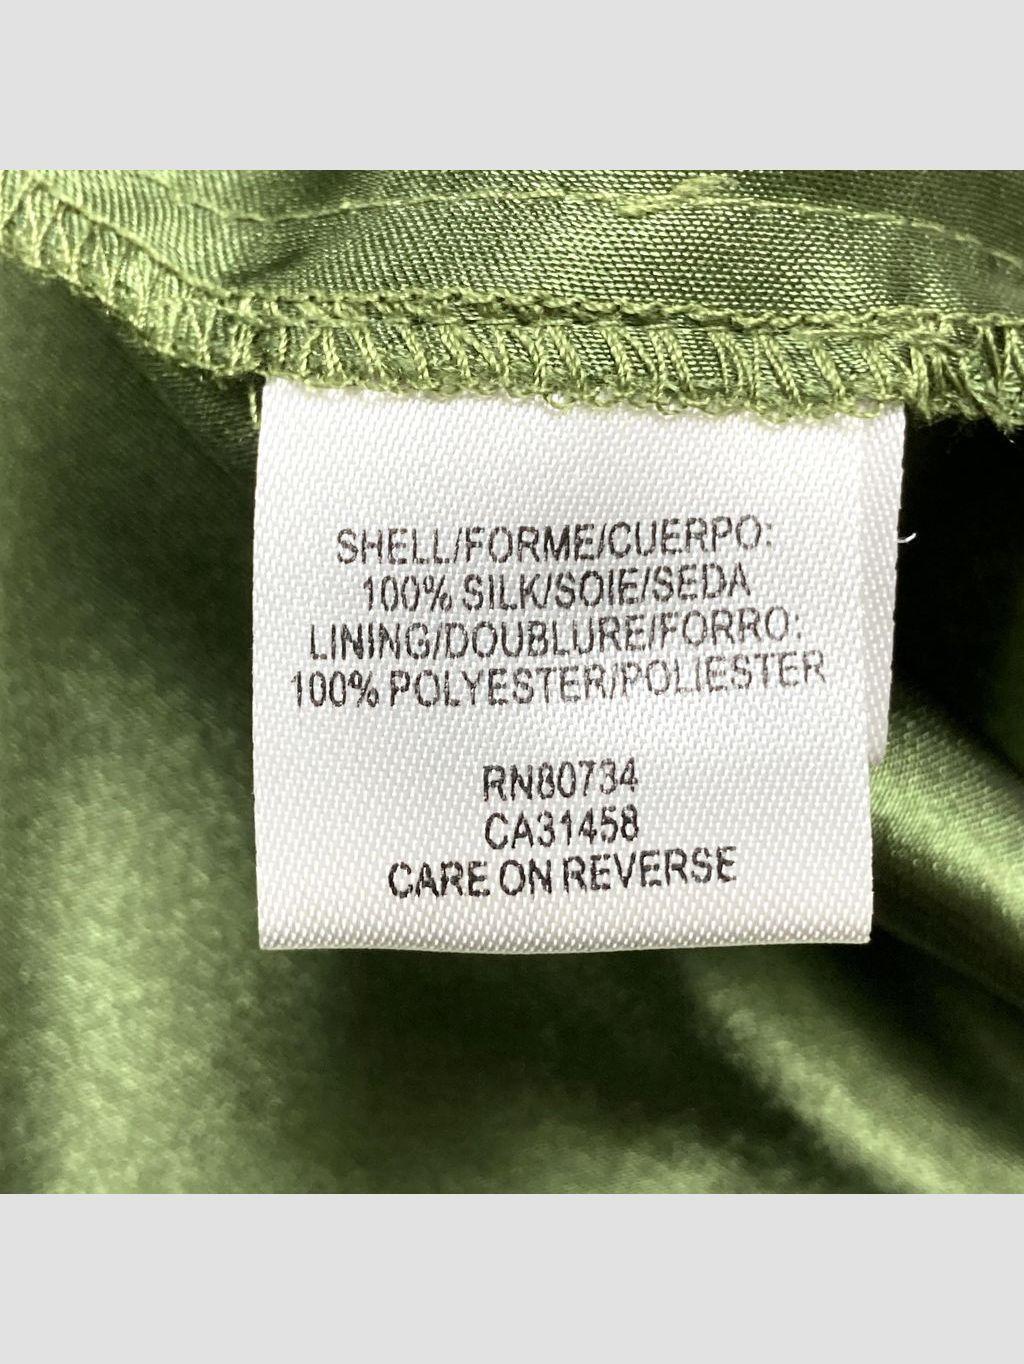 SHELL/FORME/CUERPO:
100% SILK/SOIE/SEDA
LINING/DOUBLURE/FORRO:
100% POLYESTER/POLIESTER
RN80734
CA31458
CARE ON REVERSE